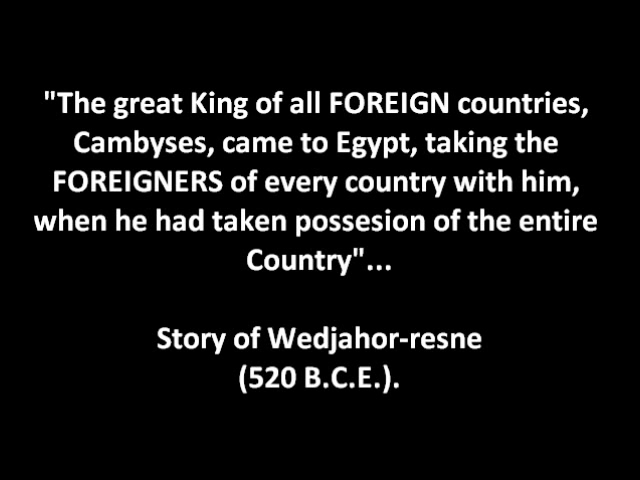 "The great King of all FOREIGN countries,
Cambyses, came to Egypt, taking the
FOREIGNERS of every country with him,
when he had taken possesion of the entire
Country"...
Story of Wedjahor-resne
(520 B.C.E.).